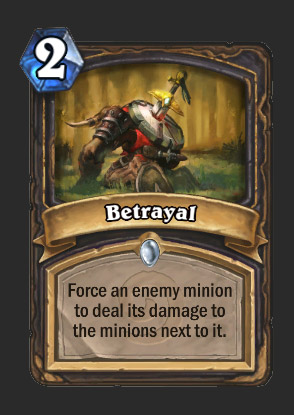 2
Betrayal
Force an enemy minion
to deal its damage to
the minions next to it.